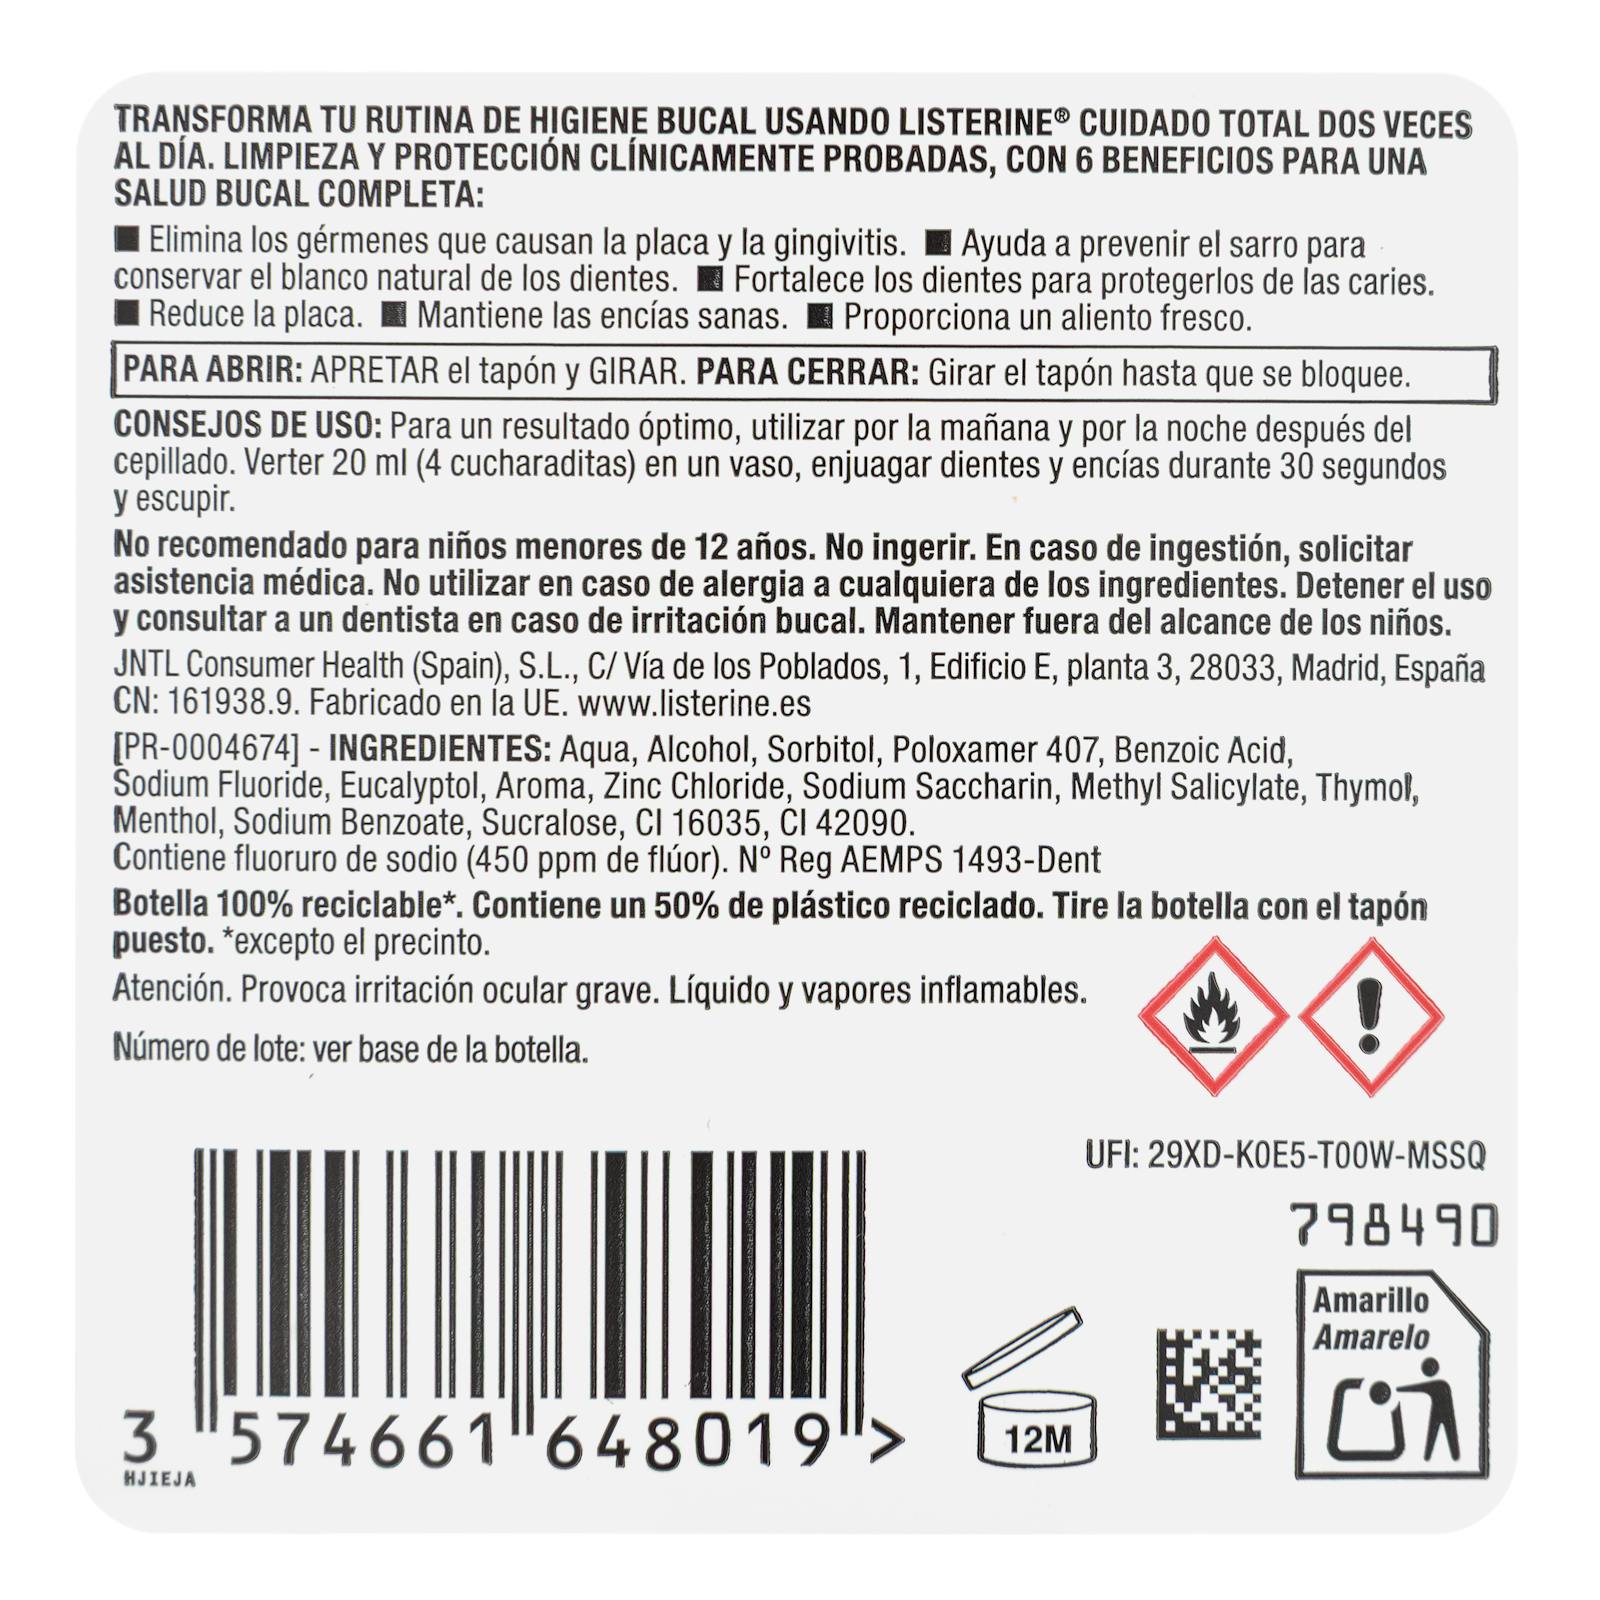 TRANSFORMA TU RUTINA DE HIGIENE BUCAL USANDO LISTERINE® CUIDADO TOTAL DOS VECES
AL DÍA. LIMPIEZA Y PROTECCIÓN CLÍNICAMENTE PROBADAS, CON 6 BENEFICIOS PARA UNA
SALUD BUCAL COMPLETA:
■ Elimina los gérmenes que causan la placa y la gingivitis. ■ Ayuda a prevenir el sarro para
conservar el blanco natural de los dientes. ■ Fortalece los dientes para protegerlos de las caries.
■ Reduce la placa. ■ Mantiene las encías sanas. ■ Proporciona un aliento fresco.
PARA ABRIR: APRETAR el tapón y GIRAR. PARA CERRAR: Girar el tapón hasta que se bloquee.
CONSEJOS DE USO: Para un resultado óptimo, utilizar por la mañana y por la noche después del
cepillado. Verter 20 ml (4 cucharaditas) en un vaso, enjuagar dientes y encías durante 30 segundos
y escupir.
No recomendado para niños menores de 12 años. No ingerir. En caso de ingestión, solicitar
asistencia médica. No utilizar en caso de alergia a cualquiera de los ingredientes. Detener el uso
y consultar a un dentista en caso de irritación bucal. Mantener fuera del alcance de los niños.
JNTL Consumer Health (Spain), S.L., C/ Vía de los Poblados, 1, Edificio E, planta 3, 28033, Madrid, España
CN: 161938.9. Fabricado en la UE. www.listerine.es
[PR-0004674] - INGREDIENTES: Aqua, Alcohol, Sorbitol, Poloxamer 407, Benzoic Acid,
Sodium Fluoride, Eucalyptol, Aroma, Zinc Chloride, Sodium Saccharin, Methyl Salicylate, Thymol,
Menthol, Sodium Benzoate, Sucralose, CI 16035, CI 42090.
Contiene fluoruro de sodio (450 ppm de flúor). Nº Reg AEMPS 1493-Dent
Botella 100% reciclable*. Contiene un 50% de plástico reciclado. Tire la botella con el tapón
puesto. *excepto el precinto.
Atención. Provoca irritación ocular grave. Líquido y vapores inflamables.
Número de lote: ver base de la botella.
UFI: 29XD-K0E5-T00W-MSSQ
798490
Amarillo
Amarelo
12M
3 574661 648019 >
HJIEJA